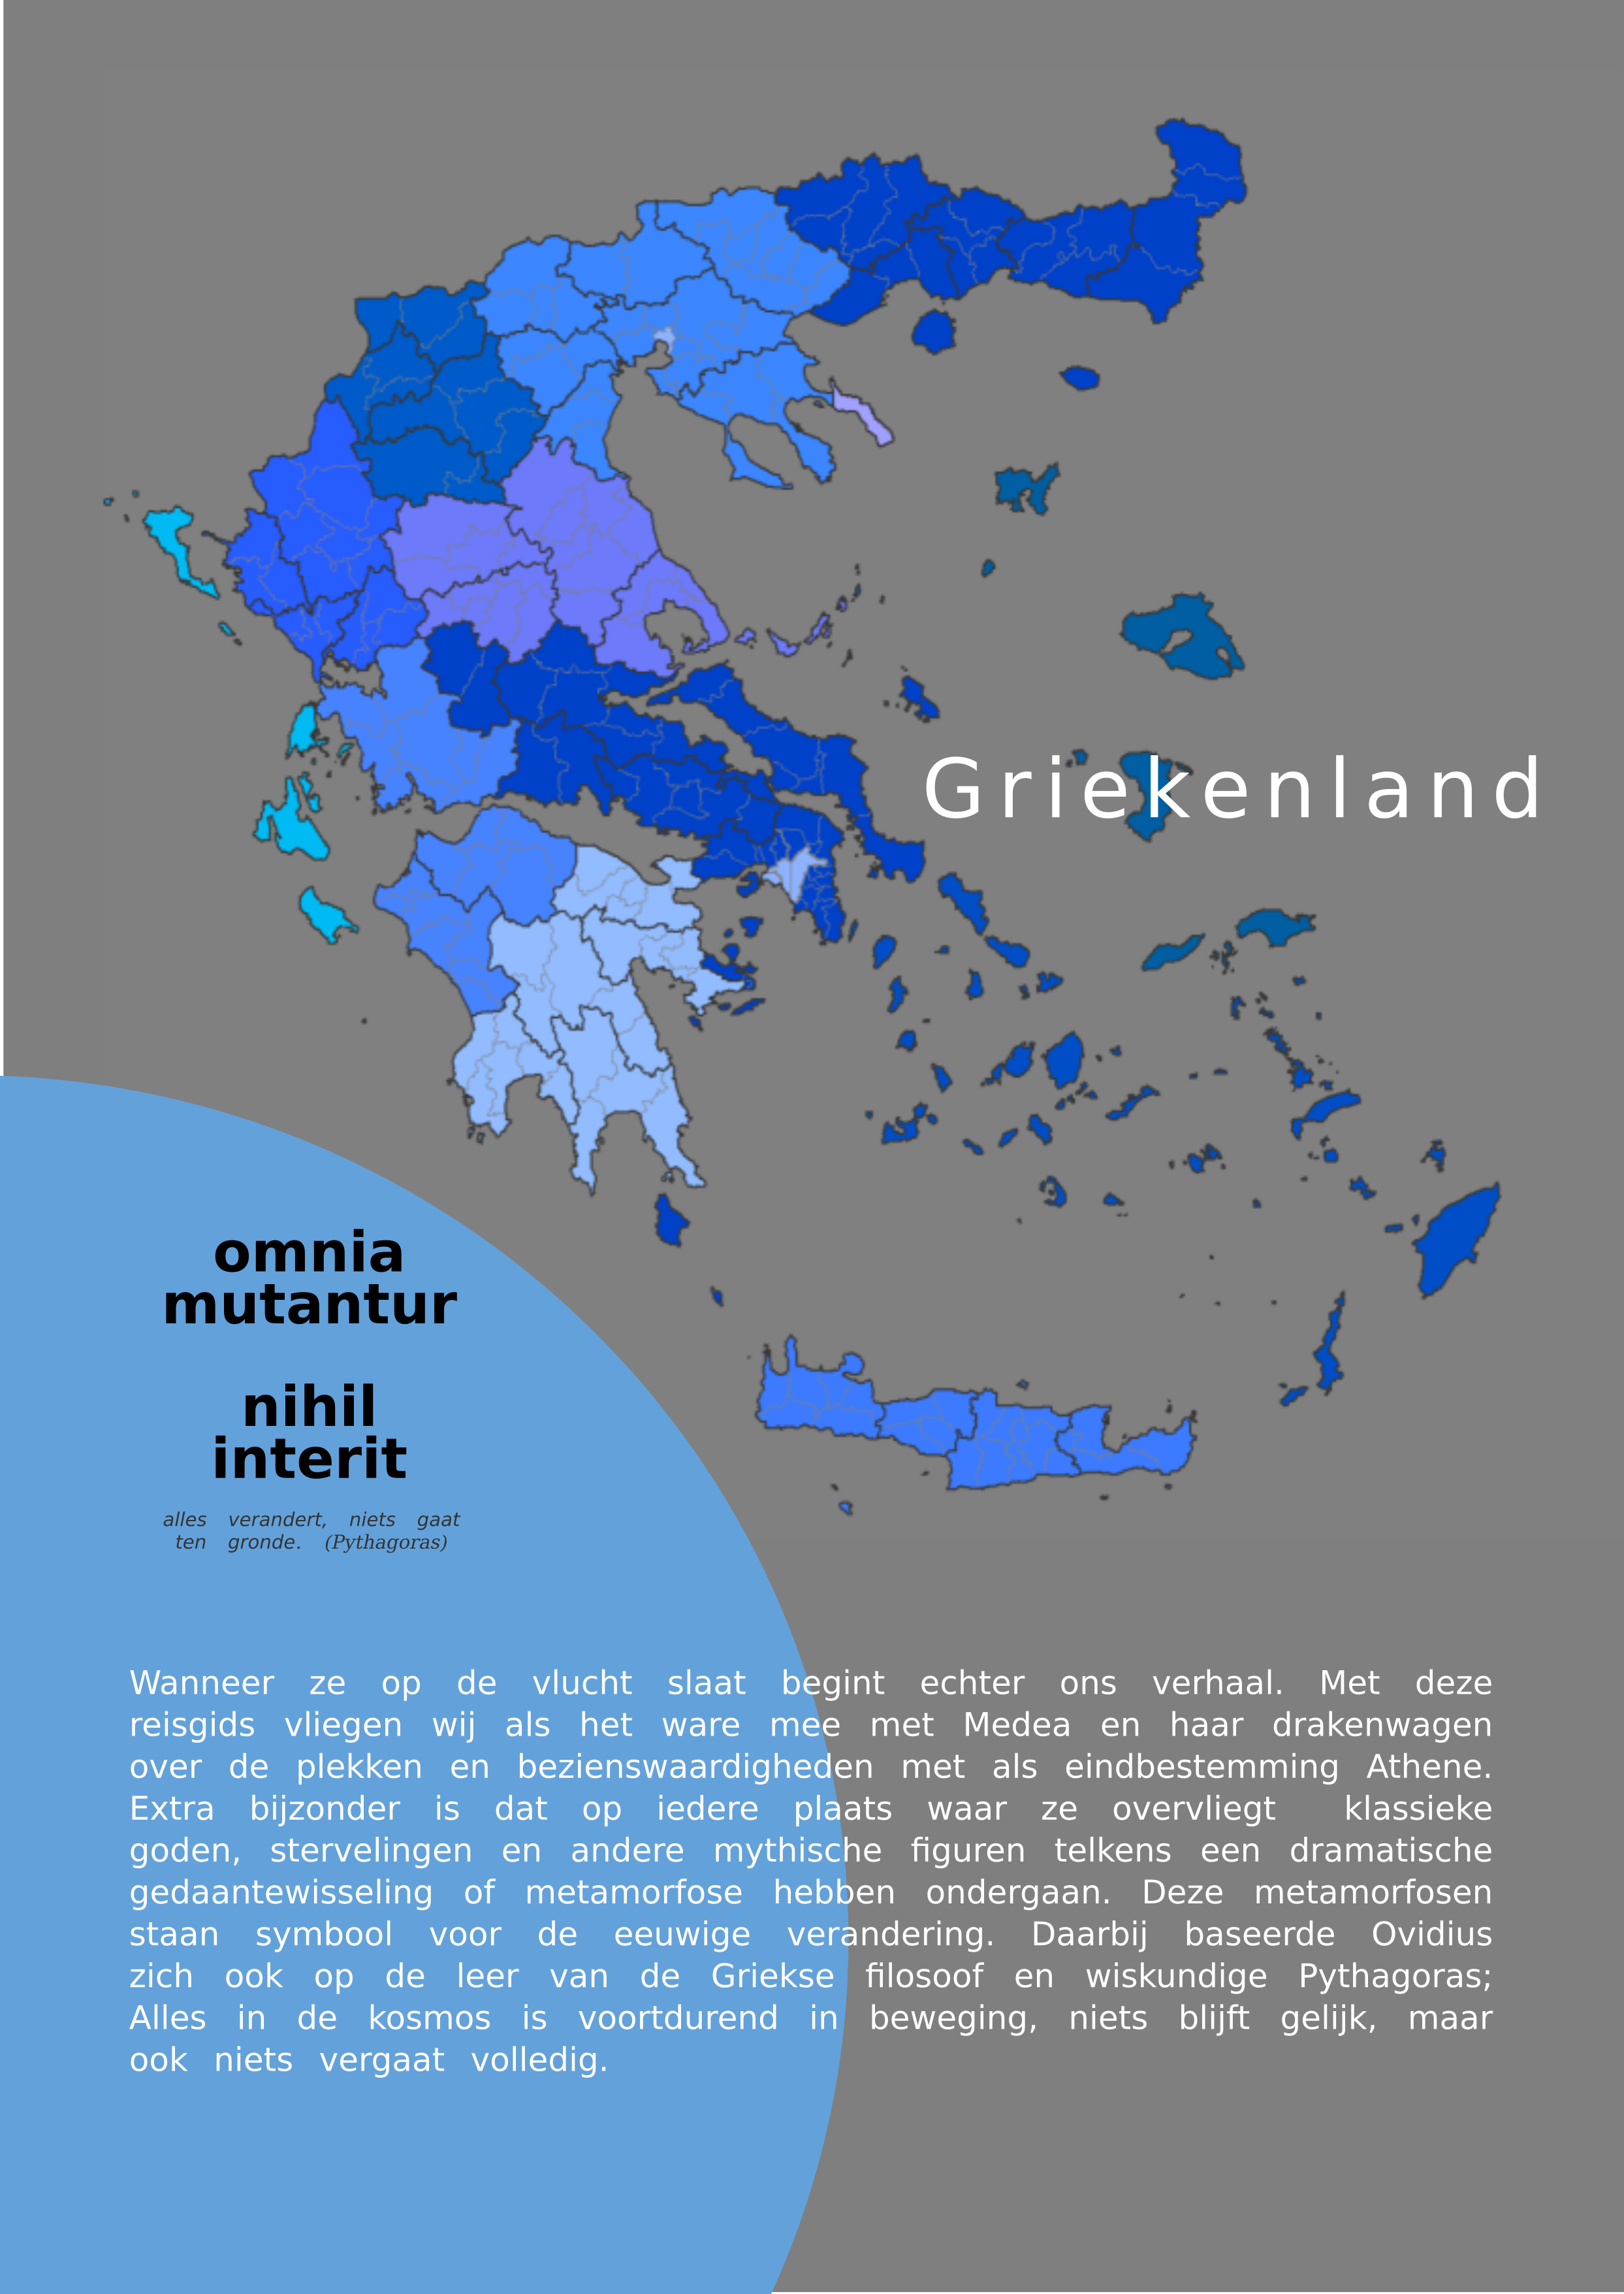 Griekenland
omnia
mutantur
nihil
interit
alles verandert, niets gaat
ten gronde. (Pythagoras)
Wanneer ze op de vlucht slaat begint echter ons verhaal. Met deze
reisgids vliegen wij als het ware mee met Medea en haar drakenwagen
over de plekken en bezienswaardigheden met als eindbestemming Athene.
Extra bijzonder is dat op iedere plaats waar ze overvliegt klassieke
goden, stervelingen en andere mythische figuren telkens een dramatische
gedaantewisseling of metamorfose hebben ondergaan. Deze metamorfosen
staan symbool voor de eeuwige verandering. Daarbij baseerde Ovidius
zich ook op de leer van de Griekse filosoof en wiskundige Pythagoras;
Alles in de kosmos is voortdurend in beweging, niets blijft gelijk, maar
ook niets vergaat volledig.